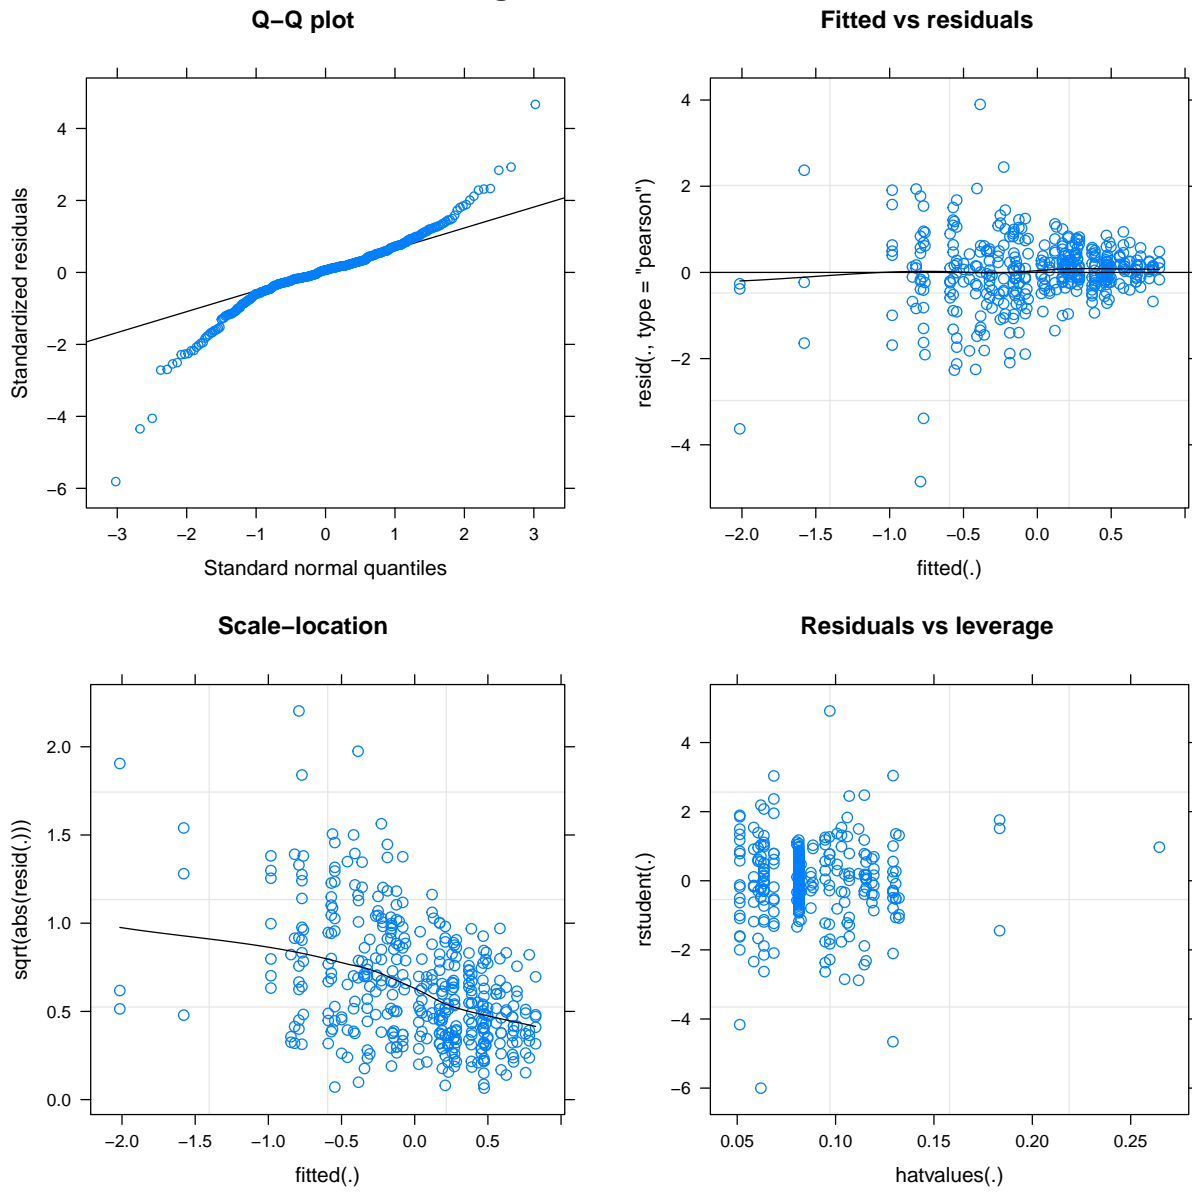 Q−Q plot
Standardized residuals
4
2
0
−2
−4
−6
−3 −2 −1 0 1 2 3
Standard normal quantiles
Fitted vs residuals
resid(., type = "pearson")
4
2
0
−2
−4
−2.0 −1.5 −1.0 −0.5 0.0 0.5
fitted(.)
Scale−location
sqrt(abs(resid(.)))
2.0
1.5
1.0
0.5
0.0
−2.0 −1.5 −1.0 −0.5 0.0 0.5
fitted(.)
Residuals vs leverage
rstudent(.)
4
2
0
−2
−4
−6
0.05 0.10 0.15 0.20 0.25
hatvalues(.)